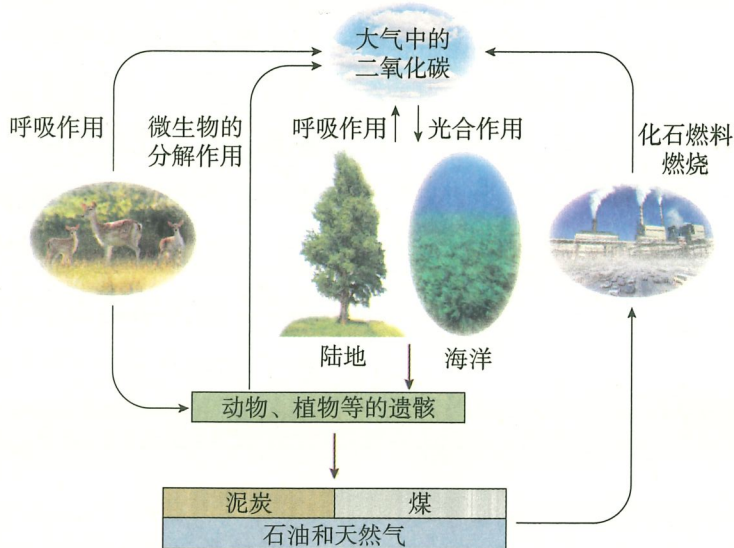 大气中的
二氧化碳
呼吸作用
微生物的
分解作用
呼吸作用
光合作用
化石燃料
燃烧
陆地
海洋
动物、植物等的遗骸
泥炭
煤
石油和天然气